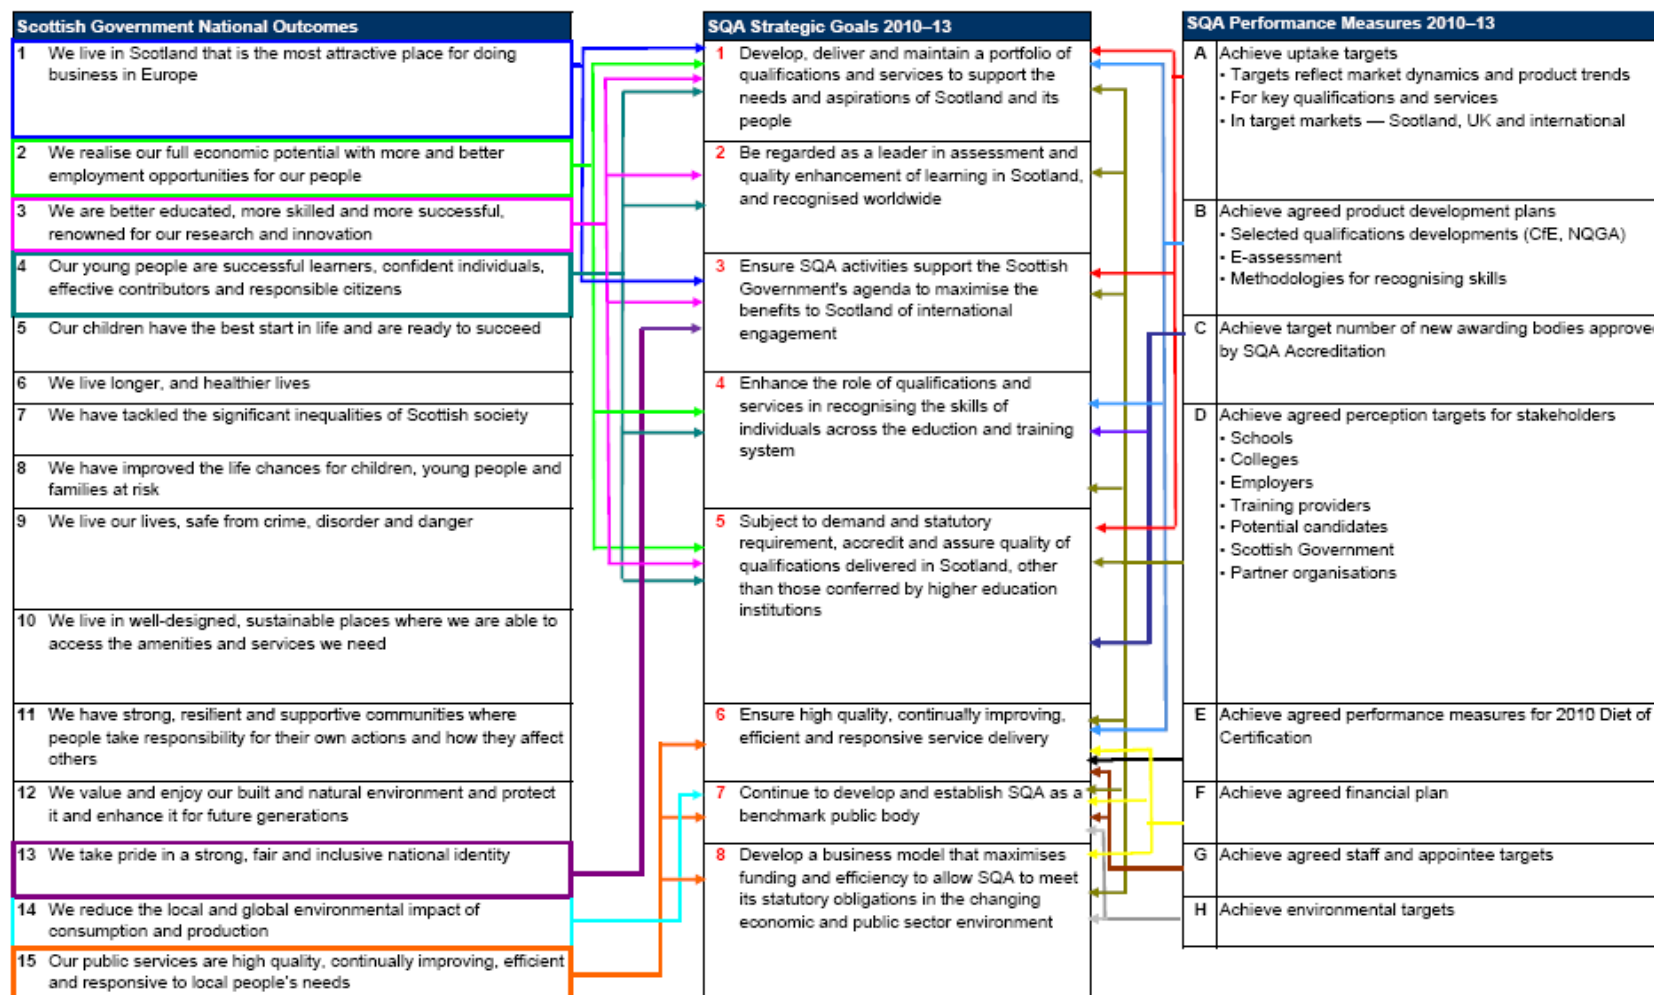 Scottish Government National Outcomes
1 We live in Scotland that is the most attractive place for doing
business in Europe
2 We realise our full economic potential with more and better
employment opportunities for our people
3 We are better educated, more skilled and more successful,
renowned for our research and innovation
4 Our young people are successful learners, confident individuals,
effective contributors and responsible citizens
5 Our children have the best start in life and are ready to succeed
6 We live longer, and healthier lives
7 We have tackled the significant inequalities of Scottish society
8 We have improved the life chances for children, young people and
families at risk
9 We live our lives, safe from crime, disorder and danger
10 We live in well-designed, sustainable places where we are able to
access the amenities and services we need
11 We have strong, resilient and supportive communities where
people take responsibility for their own actions and how they affect
others
12 We value and enjoy our built and natural environment and protect
it and enhance it for future generations
13 We take pride in a strong, fair and inclusive national identity
14 We reduce the local and global environmental impact of
consumption and production
15 Our public services are high quality, continually improving, efficient
and responsive to local people's needs
SQA Strategic Goals 2010–13
1 Develop, deliver and maintain a portfolio of
qualifications and services to support the
needs and aspirations of Scotland and its
people
2 Be regarded as a leader in assessment and
quality enhancement of learning in Scotland,
and recognised worldwide
3 Ensure SQA activities support the Scottish
Government's agenda to maximise the
benefits to Scotland of international
engagement
4 Enhance the role of qualifications and
services in recognising the skills of
individuals across the eduction and training
system
5 Subject to demand and statutory
requirement, accredit and assure quality of
qualifications delivered in Scotland, other
than those conferred by higher education
institutions
6 Ensure high quality, continually improving,
efficient and responsive service delivery
7 Continue to develop and establish SQA as a
benchmark public body
8 Develop a business model that maximises
funding and efficiency to allow SQA to meet
its statutory obligations in the changing
economic and public sector environment
SQA Performance Measures 2010–13
A Achieve uptake targets
• Targets reflect market dynamics and product trends
• For key qualifications and services
• In target markets — Scotland, UK and international
B Achieve agreed product development plans
• Selected qualifications developments (CfE, NQGA)
• E-assessment
• Methodologies for recognising skills
C Achieve target number of new awarding bodies approved
by SQA Accreditation
D Achieve agreed perception targets for stakeholders
• Schools
• Colleges
• Employers
• Training providers
• Potential candidates
• Scottish Government
• Partner organisations
E Achieve agreed performance measures for 2010 Diet of
Certification
F Achieve agreed financial plan
G Achieve agreed staff and appointee targets
H Achieve environmental targets